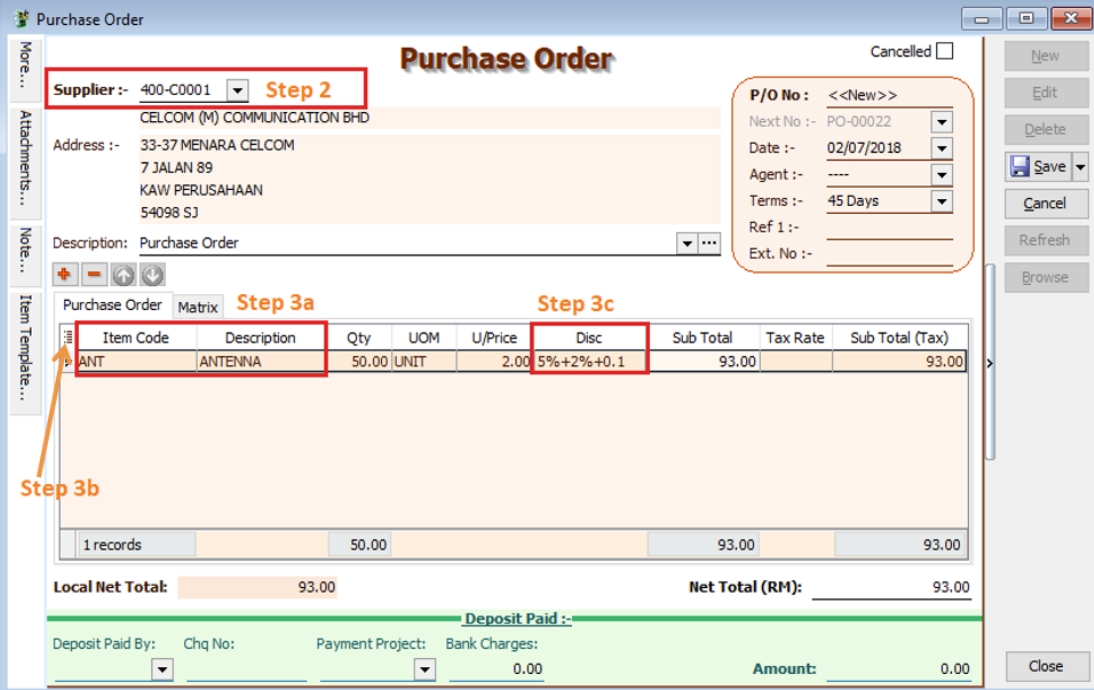 Purchase Order
More...
Attachments...
Note...
Item Template...
Purchase Order
Cancelled
Supplier :- 400-C0001 Step 2
CELCOM (M) COMMUNICATION BHD
Address :- 33-37 MENARA CELCOM
7 JALAN 89
KAW PERUSAHAAN
54098 SJ
Description: Purchase Order
P/O No : <<New>>
Next No :- PO-00022
Date :- 02/07/2018
Agent :- ----
Terms :- 45 Days
Ref 1 :-
Ext. No :-
New
Edit
Delete
Save
Cancel
Refresh
Browse
Purchase Order Matrix Step 3a Step 3c
Item Code Description Qty UOM U/Price Disc Sub Total Tax Rate Sub Total (Tax)
ANT ANTENNA 50.00 UNIT 2.00 5%+2%+0.1 93.00 93.00
Step 3b
1 records 50.00 93.00 93.00
Local Net Total: 93.00 Net Total (RM): 93.00
Deposit Paid :-
Deposit Paid By: Chq No: Payment Project: Bank Charges:
0.00 Amount: 0.00
Close